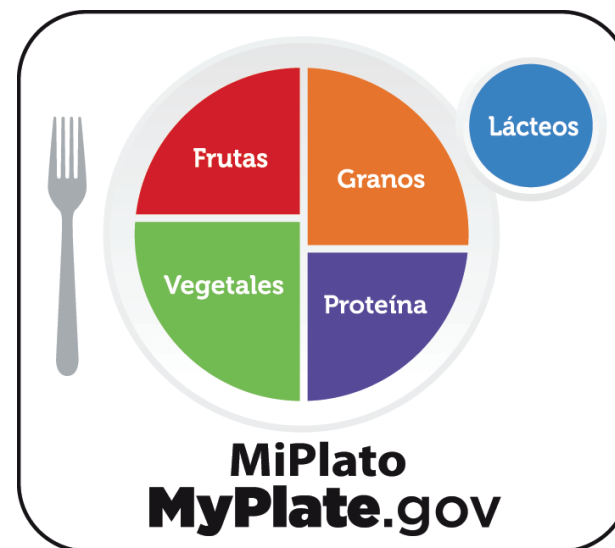 Frutas
Granos
Lácteos
Vegetales
Proteína
MiPlato
MyPlate.gov